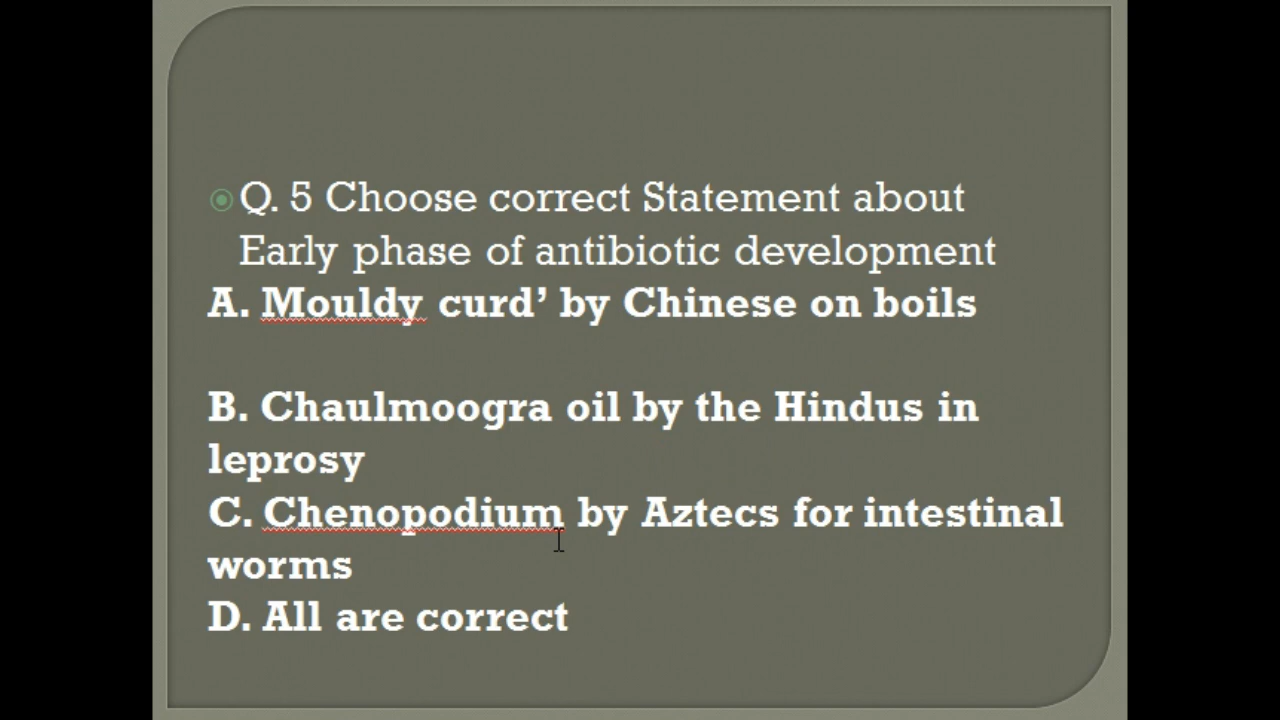 Q. 5 Choose correct Statement about
Early phase of antibiotic development
A. Mouldy curd’ by Chinese on boils
B. Chaulmoogra oil by the Hindus in
leprosy
C. Chenopodium by Aztecs for intestinal
worms
D. All are correct